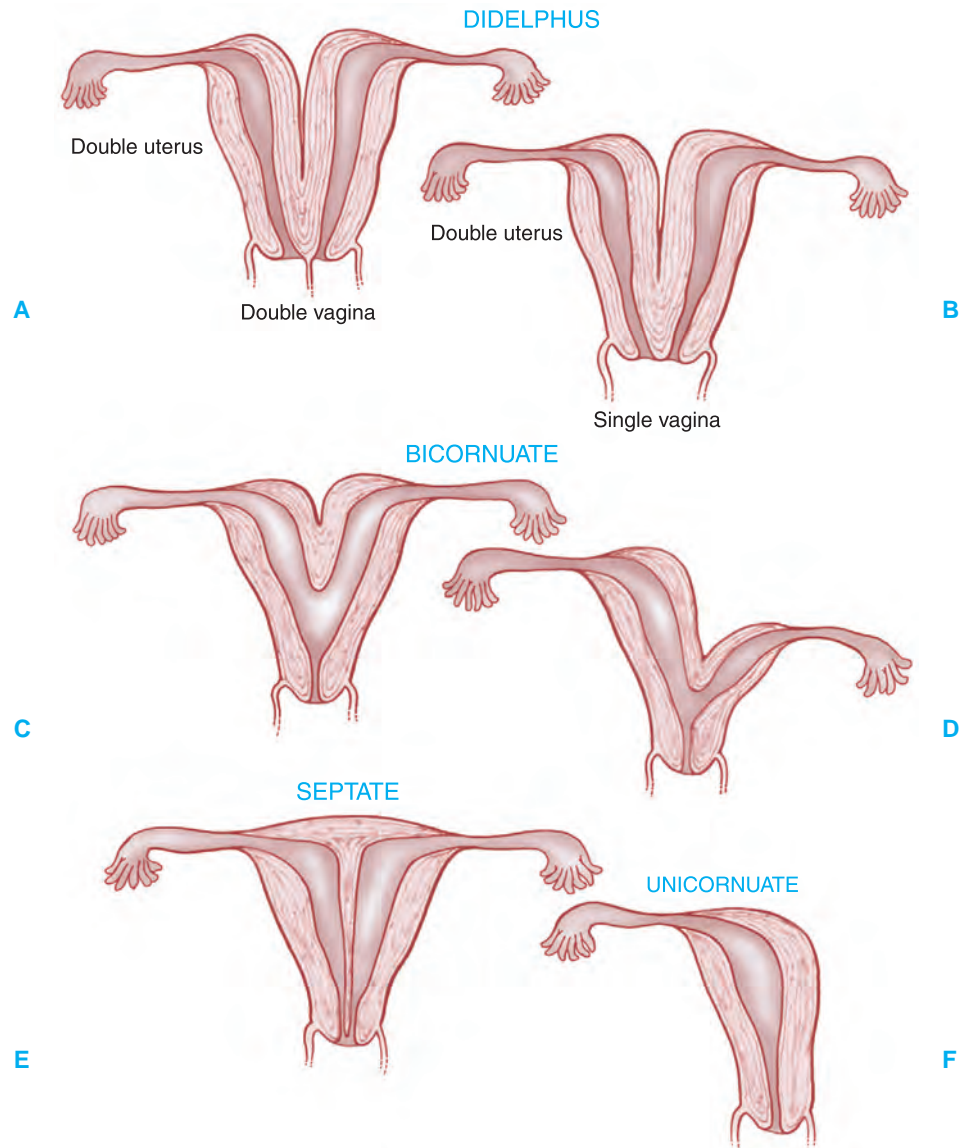 DIDELPHUS
Double uterus
Double uterus
A
Double vagina
B
Single vagina
BICORNUATE
C
D
SEPTATE
UNICORNUATE
E
F